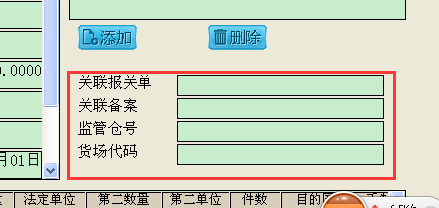 添加 删除
0.0000
关联报关单
关联备案
监管仓号
货场代码
月01日
法定单位 第二数量 第二单位 件数 目的